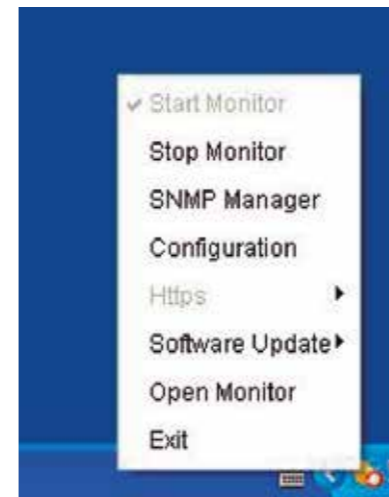 Start Monitor
Stop Monitor
SNMP Manager
Configuration
Https
Software Update
Open Monitor
Exit